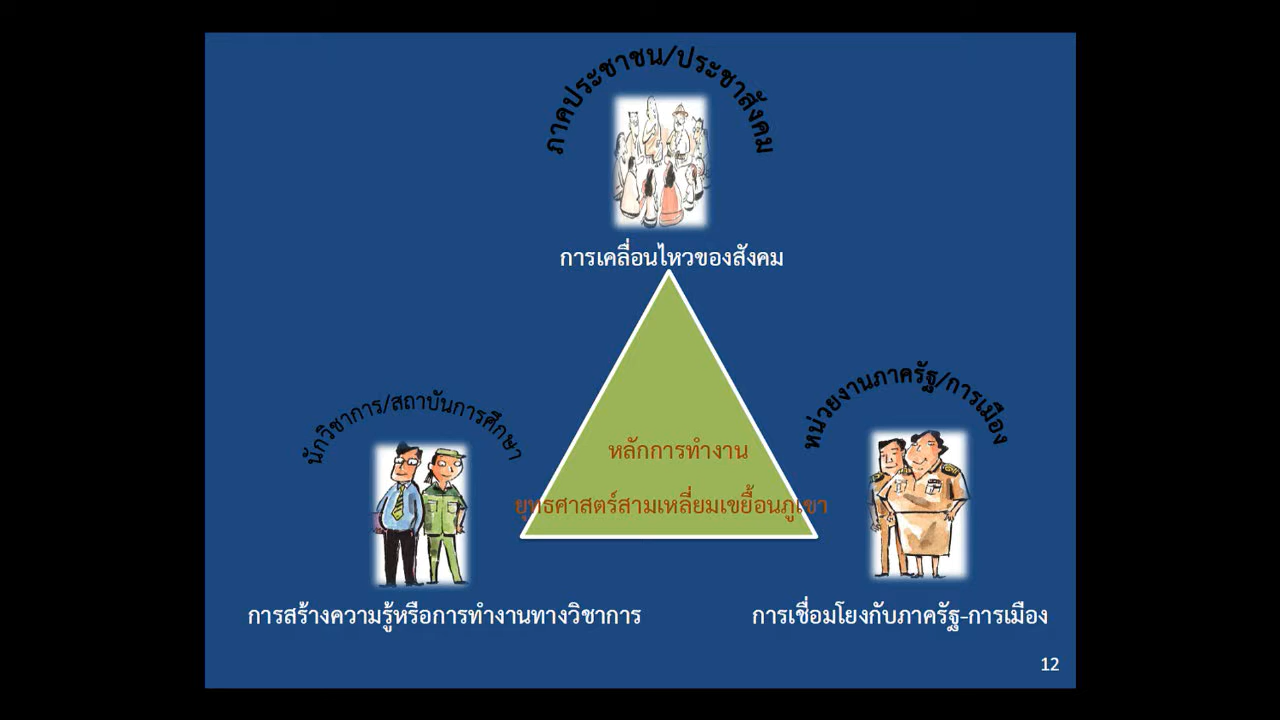 ภาคประชาชน/ประชาสังคม
การเคลื่อนไหวของสังคม
นักวิชาการ/สถาบันการศึกษา
หน่วยงานภาครัฐ/การเมือง
หลักการทำงาน
ยุทธศาสตร์สามเหลี่ยมเขยื้อนภูเขา
การสร้างความรู้หรือการทำงานทางวิชาการ
การเชื่อมโยงกับภาครัฐ-การเมือง
12